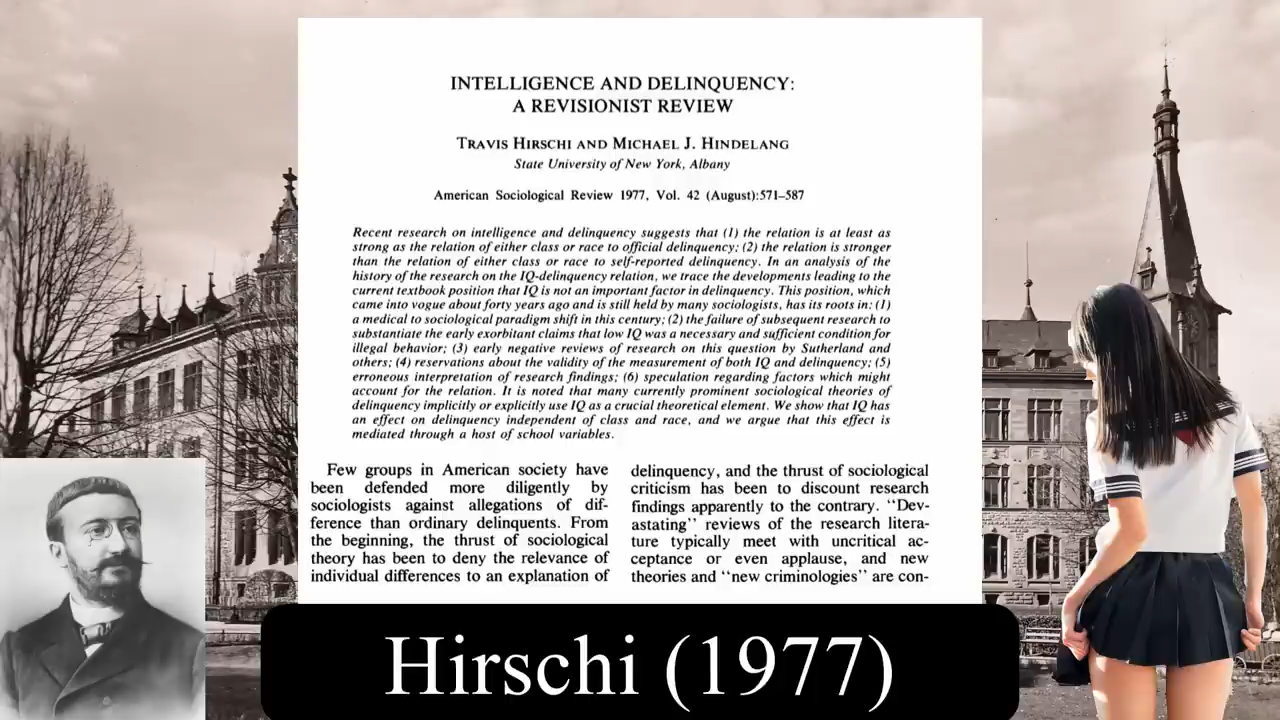 INTELLIGENCE AND DELINQUENCY:
A REVISIONIST REVIEW
TRAVIS HIRSCHI AND MICHAEL J. HINDELANG
State University of New York, Albany
American Sociological Review 1977, Vol. 42 (August):571–587
Recent research on intelligence and delinquency suggests that (1) the relation is at least as
strong as the relation of either class or race to official delinquency; (2) the relation is stronger
than the relation of either class or race to self-reported delinquency. In an analysis of the
history of the research on the IQ-delinquency relation, we trace the developments leading to the
current textbook position that IQ is not an important factor in delinquency. This position, which
came into vogue about forty years ago and is still held by many sociologists, has its roots in: (1)
a medical to sociological paradigm shift in this century; (2) the failure of subsequent research to
substantiate the early exorbitant claims that low IQ was a necessary and sufficient condition for
illegal behavior; (3) early negative reviews of research on this question by Sutherland and
others; (4) reservations about the validity of the measurement of both IQ and delinquency; (5)
erroneous interpretation of research findings; (6) speculation regarding factors which might
account for the relation. It is noted that many currently prominent sociological theories of
delinquency implicitly or explicitly use IQ as a crucial theoretical element. We show that IQ has
an effect on delinquency independent of class and race, and we argue that this effect is
mediated through a host of school variables.
Few groups in American society have
been defended more diligently by
sociologists against allegations of dif-
ference than ordinary delinquents. From
the beginning, the thrust of sociological
theory has been to deny the relevance of
individual differences to an explanation of
delinquency, and the thrust of sociological
criticism has been to discount research
findings apparently to the contrary. “Dev-
astating” reviews of the research litera-
ture typically meet with uncritical ac-
ceptance or even applause, and new
theories and “new criminologies” are con-
Hirschi (1977)